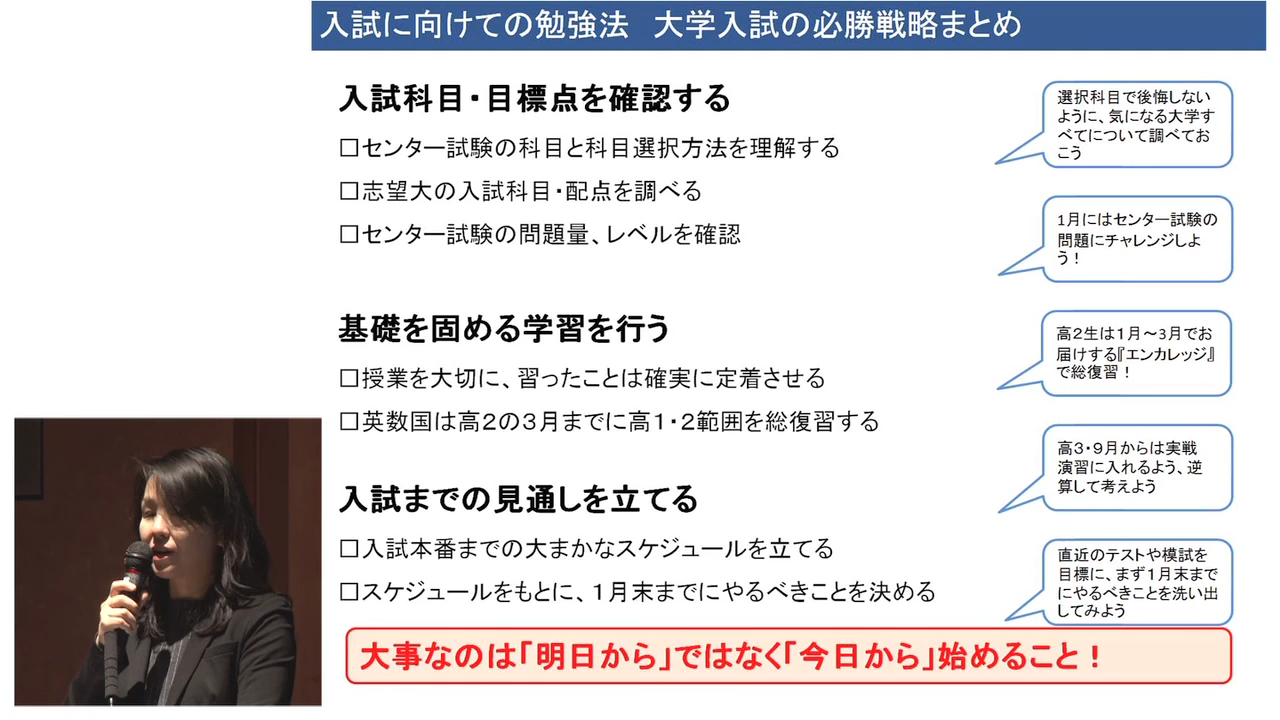 入試に向けての勉強法　大学入試の必勝戦略まとめ
入試科目・目標点を確認する
□センター試験の科目と科目選択方法を理解する
□志望大の入試科目・配点を調べる
□センター試験の問題量、レベルを確認
選択科目で後悔しない
ように、気になる大学す
べてについて調べてお
こう
1月にはセンター試験の
問題にチャレンジしよ
う！
基礎を固める学習を行う
□授業を大切に、習ったことは確実に定着させる
□英数国は高２の３月までに高１・２範囲を総復習する
高２生は１月～3月でお
届けする『エンカレッジ』
で総復習！
入試までの見通しを立てる
□入試本番までの大まかなスケジュールを立てる
□スケジュールをもとに、１月末までにやるべきことを決める
高３・９月からは実戦
演習に入れるよう、逆
算して考えよう
直近のテストや模試を
目標に、まず１月末まで
にやるべきことを洗い出
してみよう
大事なのは「明日から」ではなく「今日から」始めること！